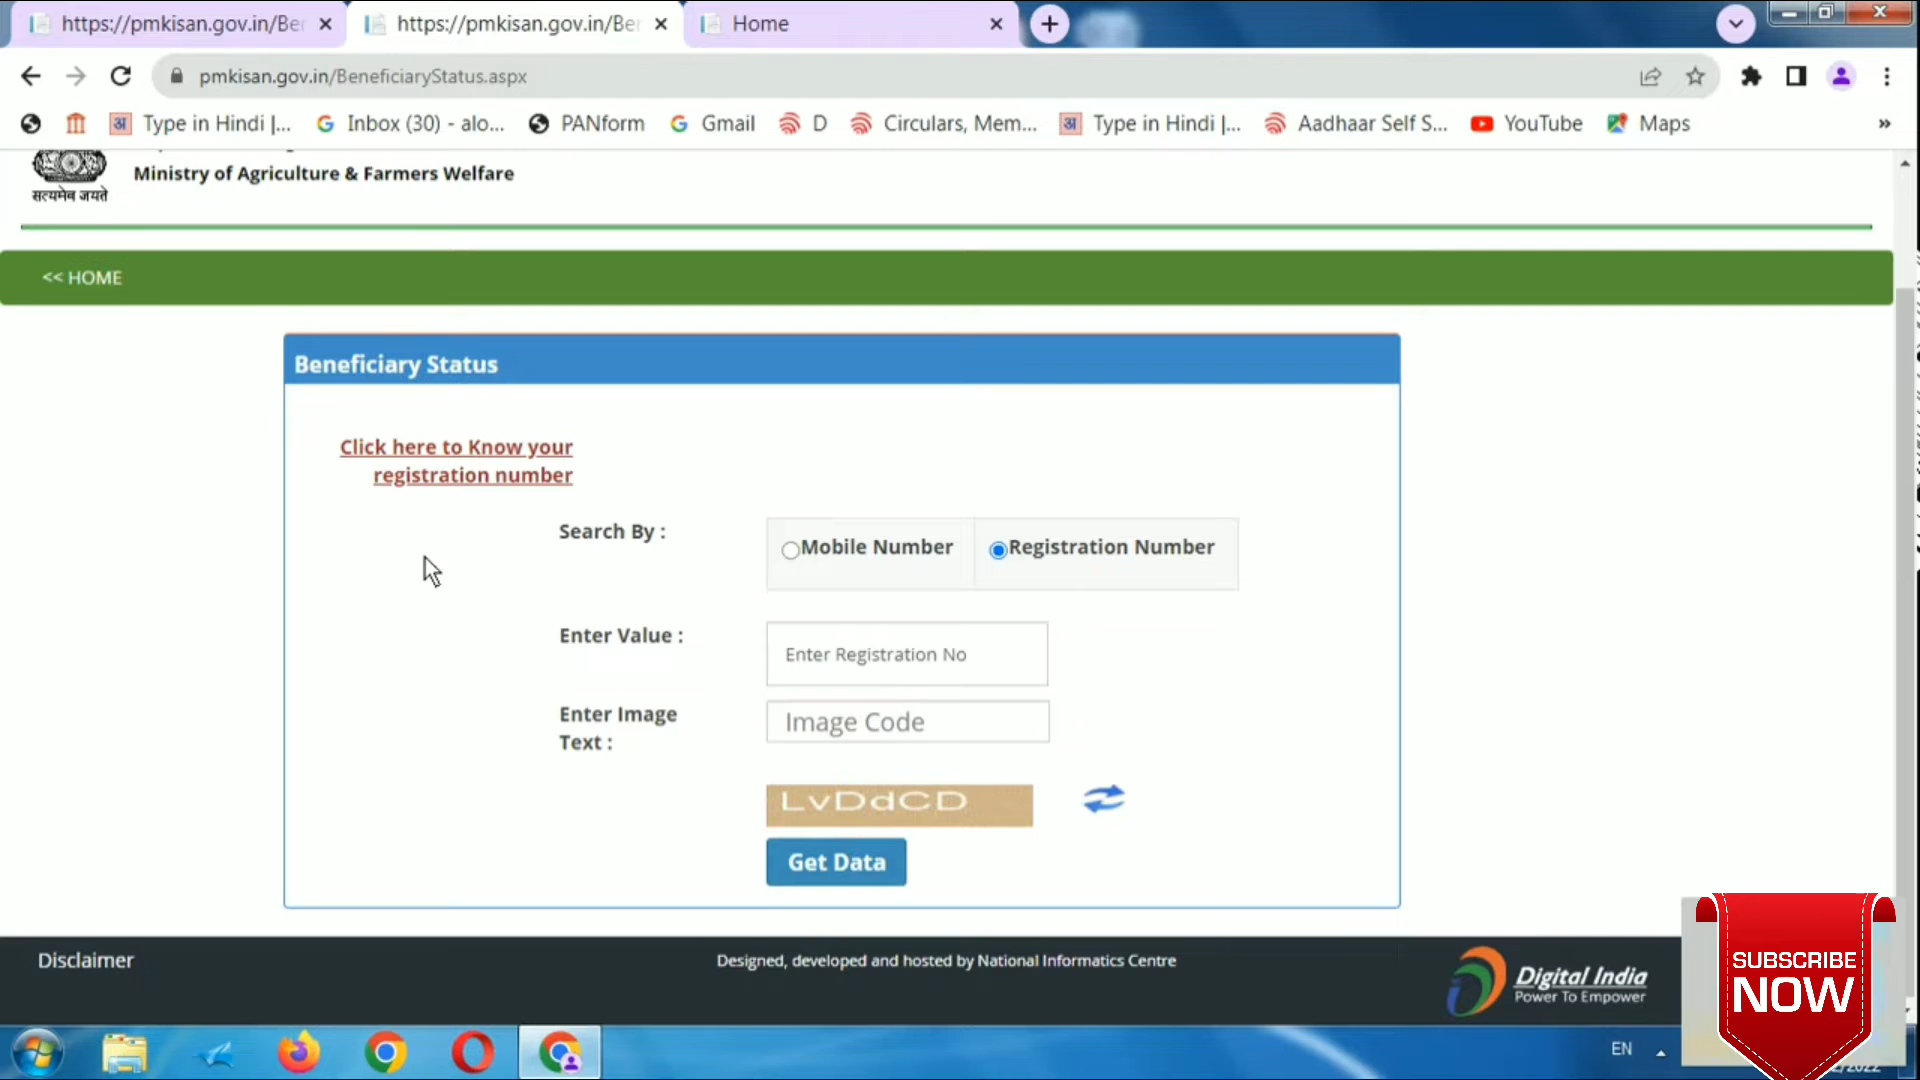 https://pmkisan.gov.in/Ber
https://pmkisan.gov.in/Ber
Home
pmkisan.gov.in/BeneficiaryStatus.aspx
अ Type in Hindi |... G Inbox (30) - alo... PANform G Gmail D Circulars, Mem... अ Type in Hindi |... Aadhaar Self S... YouTube Maps »
सत्यमेव जयते
Ministry of Agriculture & Farmers Welfare
<< HOME
Beneficiary Status
Click here to Know your
registration number
Search By :
Mobile Number
Registration Number
Enter Value :
Enter Registration No
Enter Image
Text :
Image Code
LvDdCD
Get Data
Disclaimer
Designed, developed and hosted by National Informatics Centre
Digital India
Power To Empower
SUBSCRIBE
NOW
EN